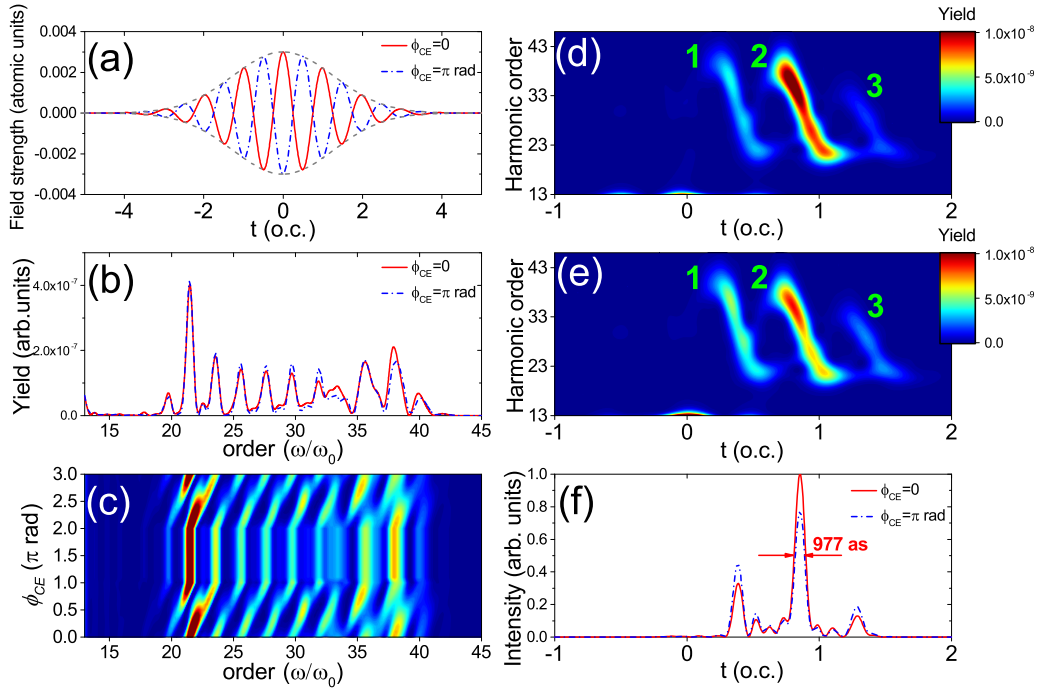 (a)
Field strength (atomic units)
0.004
0.002
0.000
-0.002
-0.004
ϕCE=0
ϕCE=π rad
-4 -2 0 2 4
t (o.c.)
(b)
Yield (arb.units)
4.0x10⁻⁷
2.0x10⁻⁷
0.0
ϕCE=0
ϕCE=π rad
15 20 25 30 35 40 45
order (ω/ω₀)
(c)
ϕCE (π rad)
3.0
2.5
2.0
1.5
1.0
0.5
0.0
15 20 25 30 35 40 45
order (ω/ω₀)
(d)
Harmonic order
43
33
23
13
1 2 3
-1 0 1 2
t (o.c.)
Yield
1.0x10⁻⁸
5.0x10⁻⁹
0.0
(e)
Harmonic order
43
33
23
13
1 2 3
-1 0 1 2
t (o.c.)
Yield
1.0x10⁻⁸
5.0x10⁻⁹
0.0
(f)
Intensity (arb. units)
1.0
0.8
0.6
0.4
0.2
0.0
ϕCE=0
ϕCE=π rad
977 as
-1 0 1 2
t (o.c.)